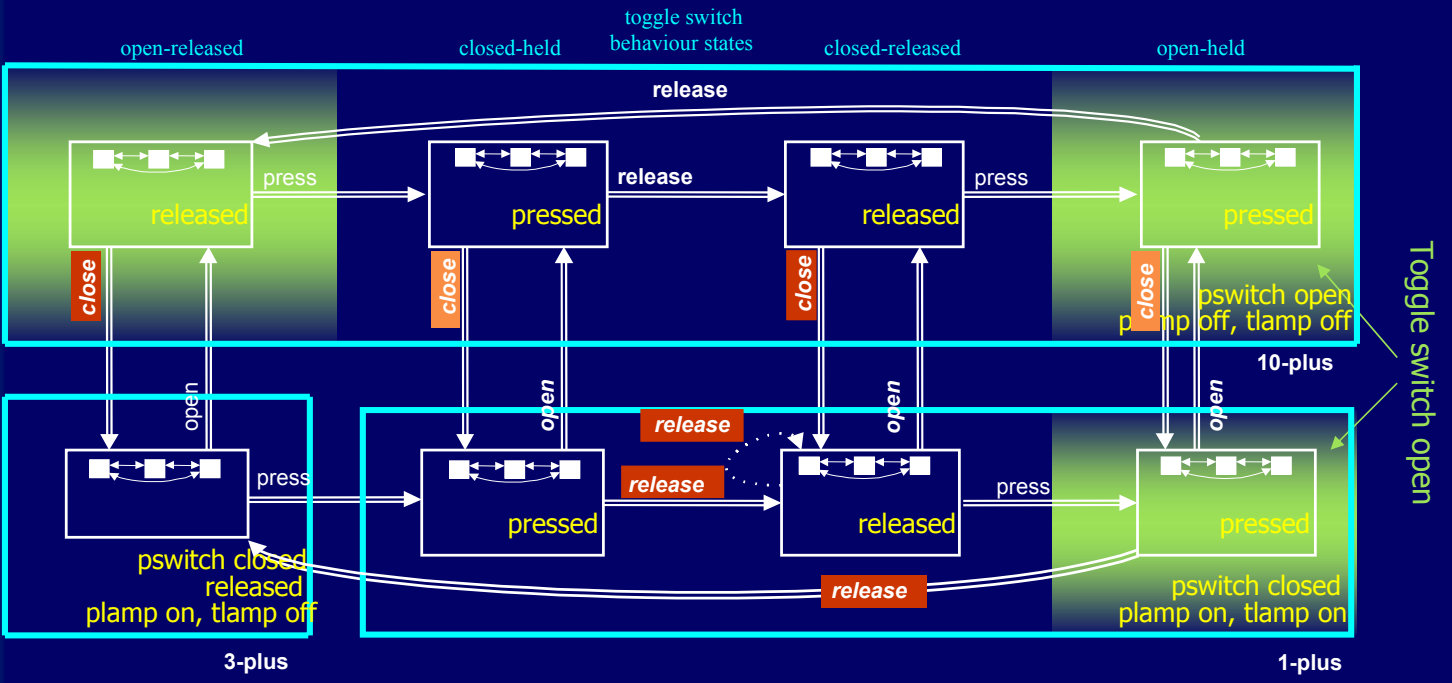 toggle switch
behaviour states
open-released
closed-held
closed-released
open-held
release
press
release
press
released
pressed
released
pressed
close
close
close
close
pswitch open
plamp off, tlamp off
10-plus
Toggle switch open
open
open
open
open
release
press
release
press
pressed
released
pressed
pswitch closed
released
plamp on, tlamp off
release
pswitch closed
plamp on, tlamp on
3-plus
1-plus